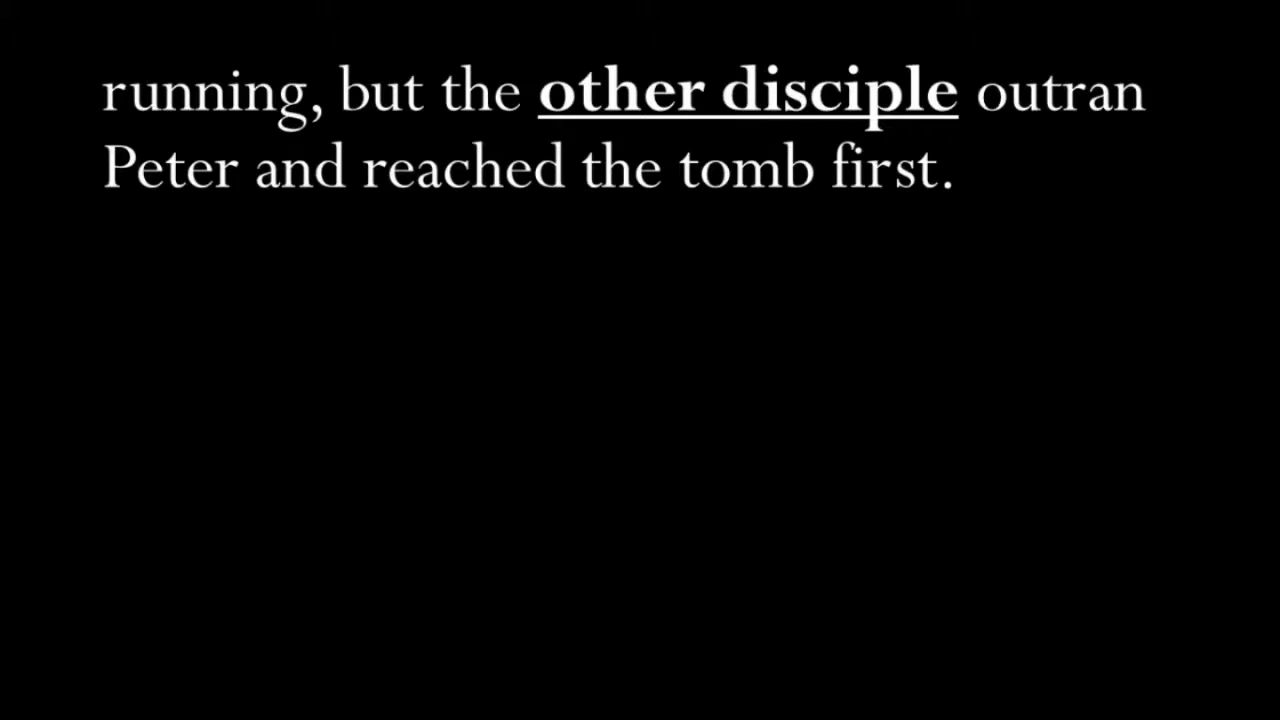 running, but the other disciple outran
Peter and reached the tomb first.